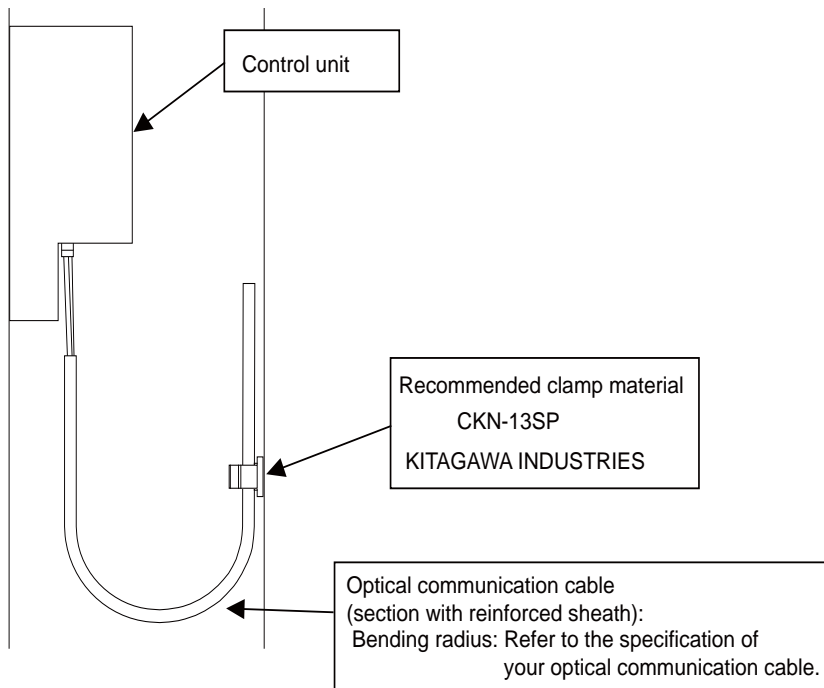 Control unit
Recommended clamp material
CKN-13SP
KITAGAWA INDUSTRIES
Optical communication cable
(section with reinforced sheath):
Bending radius: Refer to the specification of
your optical communication cable.